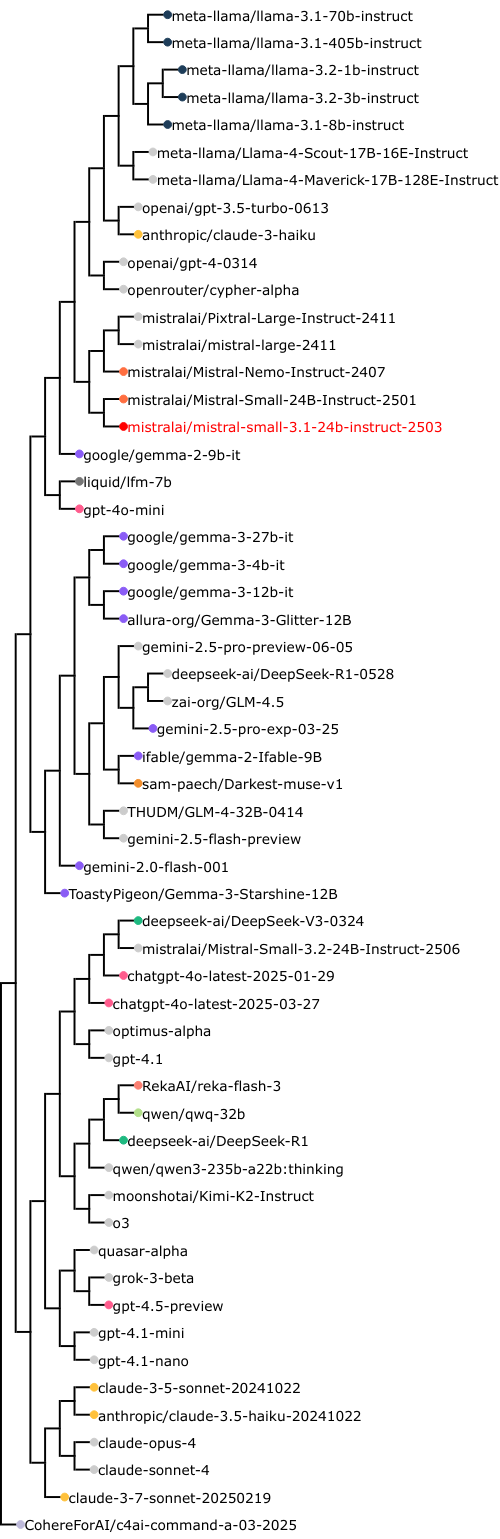 meta-llama/llama-3.1-70b-instruct
meta-llama/llama-3.1-405b-instruct
meta-llama/llama-3.2-1b-instruct
meta-llama/llama-3.2-3b-instruct
meta-llama/llama-3.1-8b-instruct
meta-llama/Llama-4-Scout-17B-16E-Instruct
meta-llama/Llama-4-Maverick-17B-128E-Instruct
openai/gpt-3.5-turbo-0613
anthropic/claude-3-haiku
openai/gpt-4-0314
openrouter/cypher-alpha
mistralai/Pixtral-Large-Instruct-2411
mistralai/mistral-large-2411
mistralai/Mistral-Nemo-Instruct-2407
mistralai/Mistral-Small-24B-Instruct-2501
mistralai/mistral-small-3.1-24b-instruct-2503
google/gemma-2-9b-it
liquid/lfm-7b
gpt-4o-mini
google/gemma-3-27b-it
google/gemma-3-4b-it
google/gemma-3-12b-it
allura-org/Gemma-3-Glitter-12B
gemini-2.5-pro-preview-06-05
deepseek-ai/DeepSeek-R1-0528
zai-org/GLM-4.5
gemini-2.5-pro-exp-03-25
ifable/gemma-2-Ifable-9B
sam-paech/Darkest-muse-v1
THUDM/GLM-4-32B-0414
gemini-2.5-flash-preview
gemini-2.0-flash-001
ToastyPigeon/Gemma-3-Starshine-12B
deepseek-ai/DeepSeek-V3-0324
mistralai/Mistral-Small-3.2-24B-Instruct-2506
chatgpt-4o-latest-2025-01-29
chatgpt-4o-latest-2025-03-27
optimus-alpha
gpt-4.1
RekaAI/reka-flash-3
qwen/qwq-32b
deepseek-ai/DeepSeek-R1
qwen/qwen3-235b-a22b:thinking
moonshotai/Kimi-K2-Instruct
o3
quasar-alpha
grok-3-beta
gpt-4.5-preview
gpt-4.1-mini
gpt-4.1-nano
claude-3-5-sonnet-20241022
anthropic/claude-3.5-haiku-20241022
claude-opus-4
claude-sonnet-4
claude-3-7-sonnet-20250219
CohereForAI/c4ai-command-a-03-2025